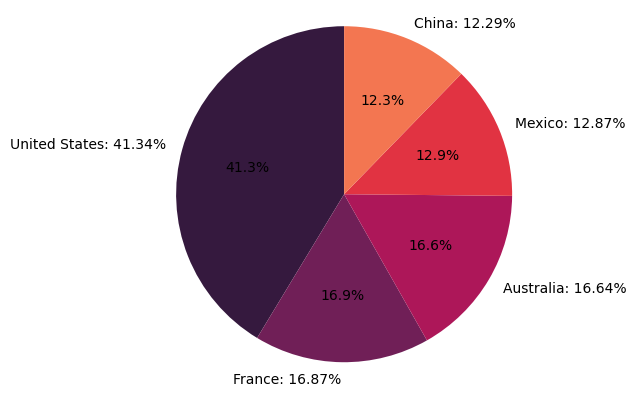 China: 12.29%
12.3%
Mexico: 12.87%
United States: 41.34%
12.9%
41.3%
16.6%
Australia: 16.64%
16.9%
France: 16.87%